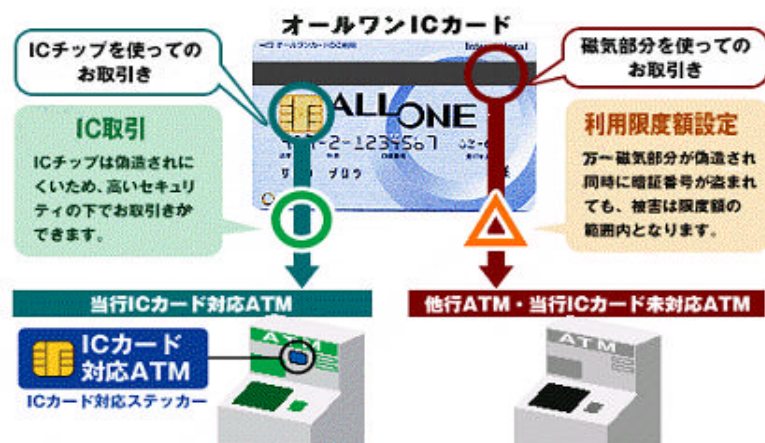 オールワンICカード
ICチップを使っての
お取引き
磁気部分を使っての
お取引き
International
ALL ONE
IC取引
ICチップは偽造されに
くいため、高いセキュリ
ティの下でお取引きが
できます。
利用限度額設定
万一磁気部分が偽造され
同時に暗証番号が盗まれ
ても、被害は限度額の
範囲内となります。
当行ICカード対応ATM
他行ATM・当行ICカード未対応ATM
ICカード
対応ATM
ICカード対応ステッカー
ATM
ATM